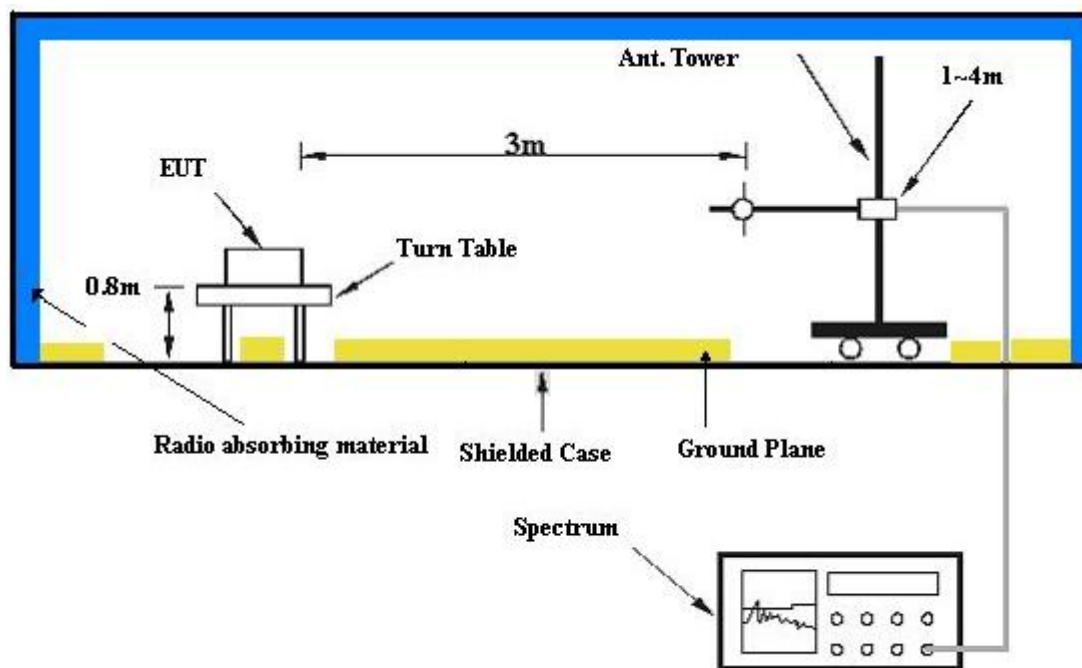 Ant. Tower
1~4m
3m
EUT
Turn Table
0.8m
Radio absorbing material
Shielded Case
Ground Plane
Spectrum